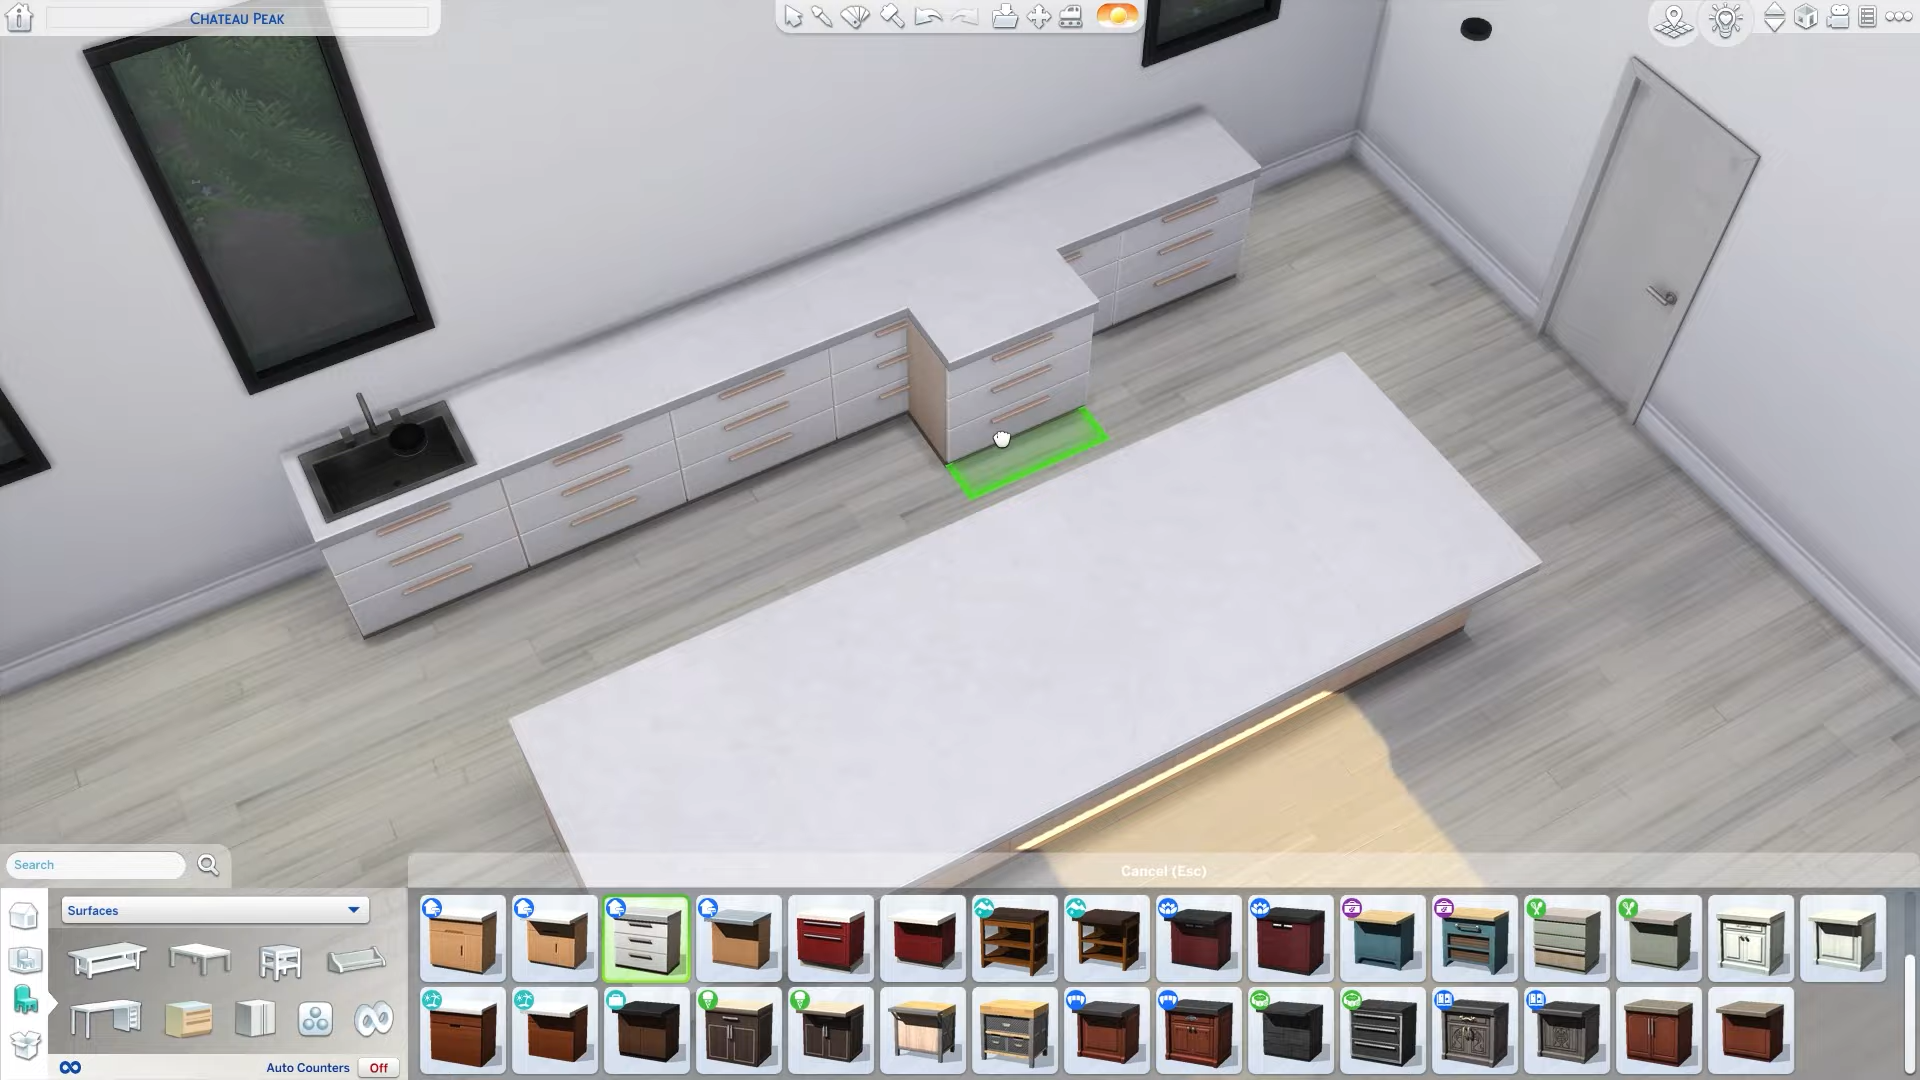 CHATEAU PEAK
Search
Cancel (Esc)
Surfaces
Auto Counters
Off